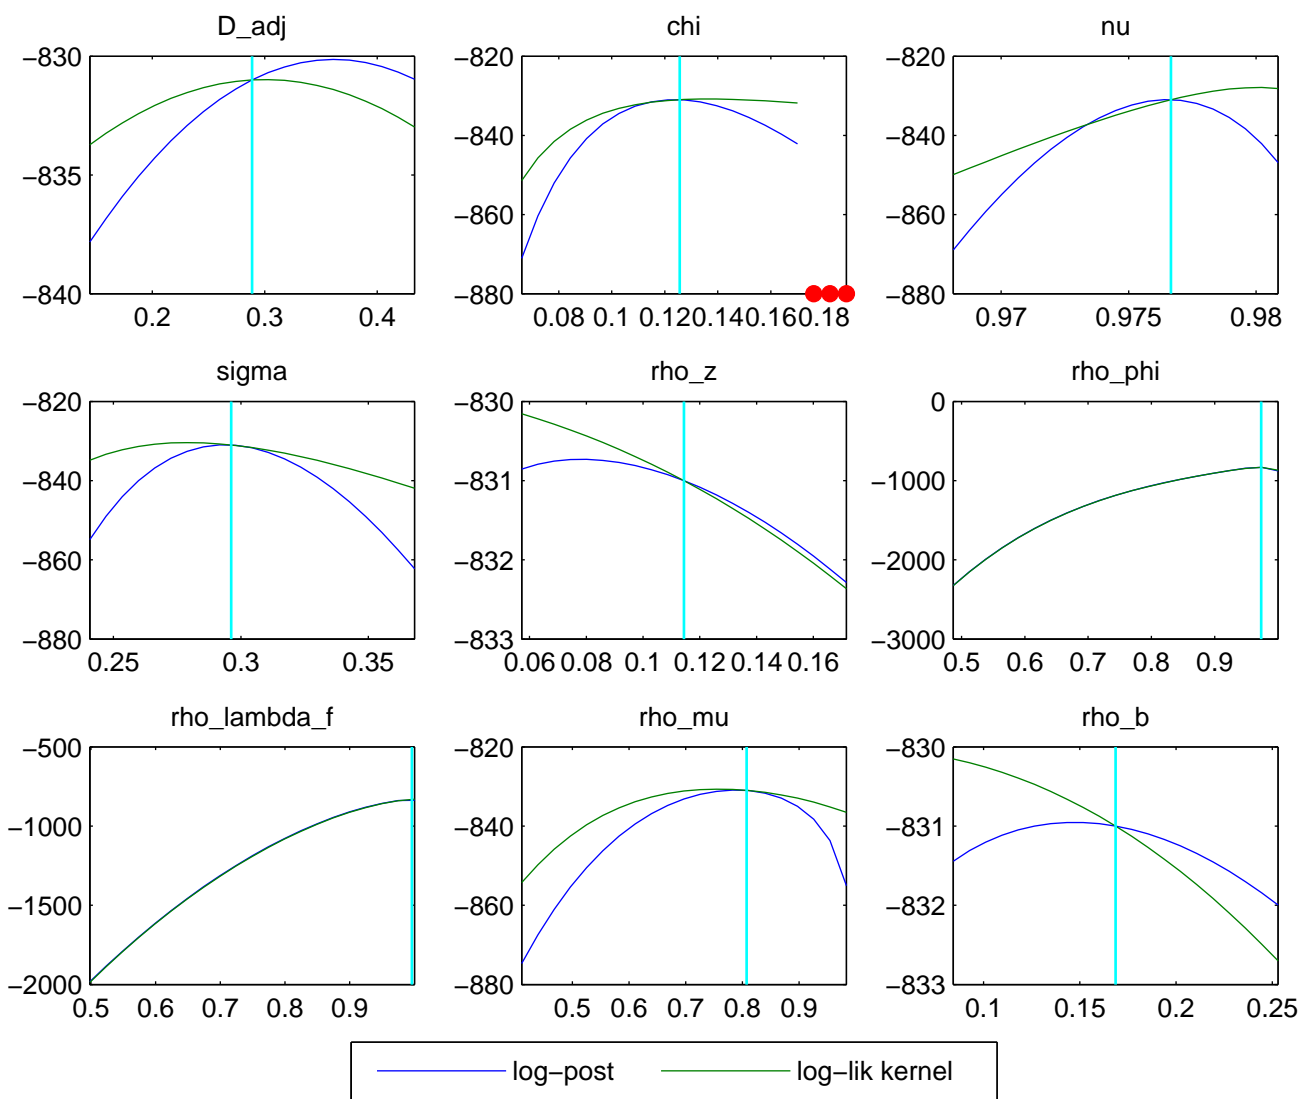 D_adj chi nu
−830 −820 −820
−835 −840 −840
−860 −860
−840 −880 −880
0.2 0.3 0.4 0.08 0.1 0.120.140.160.18 0.97 0.975 0.98
sigma rho_z rho_phi
−820 −830 0
−840 −831 −1000
−860 −832 −2000
−880 −833 −3000
0.25 0.3 0.35 0.060.08 0.1 0.120.140.16 0.5 0.6 0.7 0.8 0.9
rho_lambda_f rho_mu rho_b
−500 −820 −830
−1000 −840 −831
−1500 −860 −832
−2000 −880 −833
0.5 0.6 0.7 0.8 0.9 0.5 0.6 0.7 0.8 0.9 0.1 0.15 0.2 0.25
log−post log−lik kernel